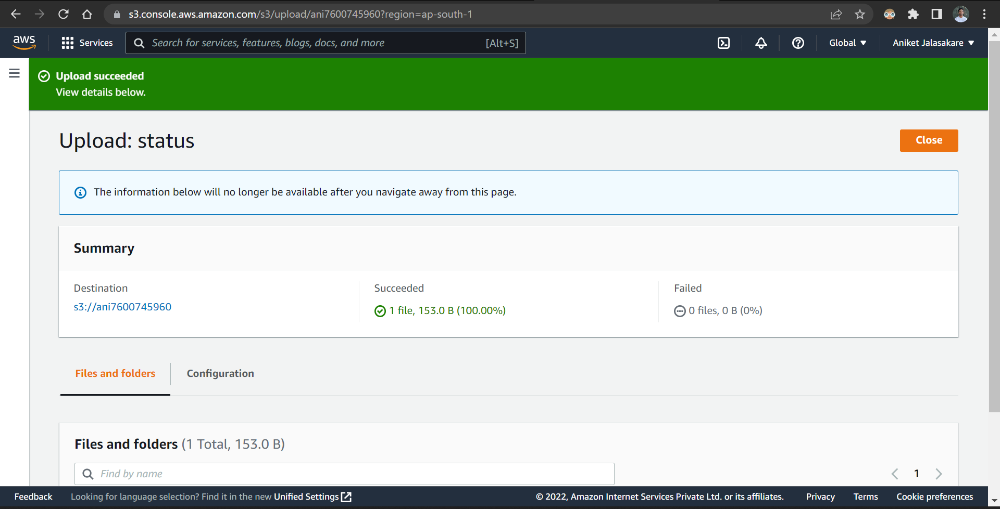 s3.console.aws.amazon.com/s3/upload/ani7600745960?region=ap-south-1
aws
Services
Search for services, features, blogs, docs, and more
[Alt+S]
Global
Aniket Jalasakare
Upload succeeded
View details below.
Upload: status
Close
The information below will no longer be available after you navigate away from this page.
Summary
Destination
s3://ani7600745960
Succeeded
1 file, 153.0 B (100.00%)
Failed
0 files, 0 B (0%)
Files and folders
Configuration
Files and folders (1 Total, 153.0 B)
Find by name
1
Feedback
Looking for language selection? Find it in the new Unified Settings
© 2022, Amazon Internet Services Private Ltd. or its affiliates.
Privacy
Terms
Cookie preferences